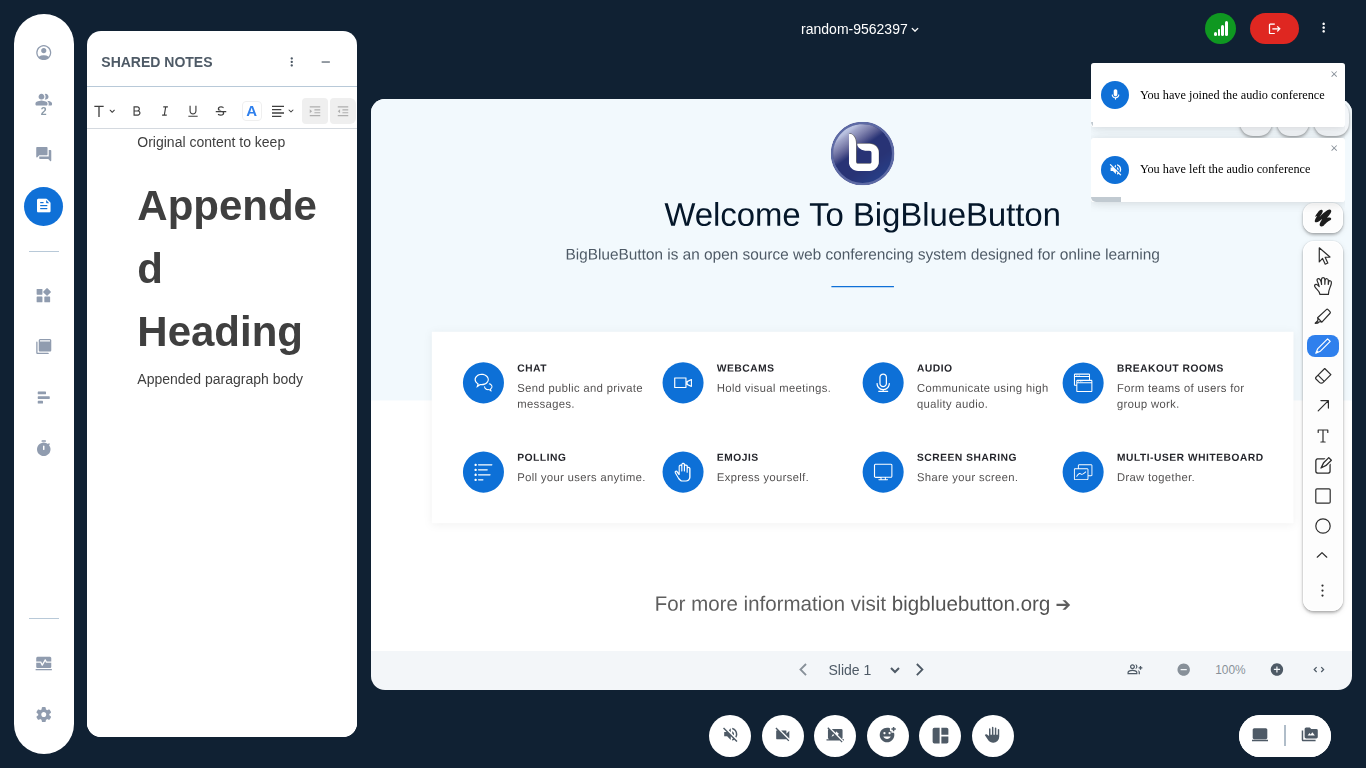 random-9562397
SHARED NOTES
2
T B I U S A
Original content to keep
Appende
d
Heading
Appended paragraph body
You have joined the audio conference
You have left the audio conference
Welcome To BigBlueButton
BigBlueButton is an open source web conferencing system designed for online learning
CHAT
Send public and private
messages.
WEBCAMS
Hold visual meetings.
AUDIO
Communicate using high
quality audio.
BREAKOUT ROOMS
Form teams of users for
group work.
POLLING
Poll your users anytime.
EMOJIS
Express yourself.
SCREEN SHARING
Share your screen.
MULTI-USER WHITEBOARD
Draw together.
For more information visit bigbluebutton.org ➔
Slide 1
100%